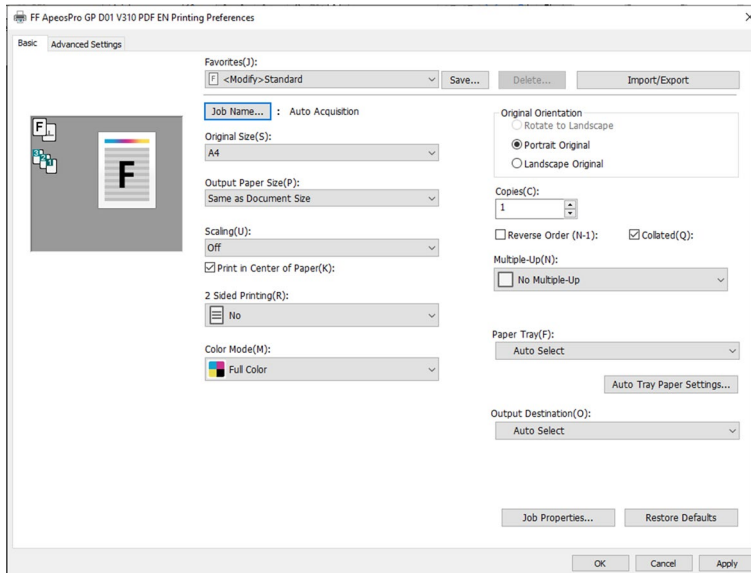 FF ApeosPro GP D01 V310 PDF EN Printing Preferences
Basic
Advanced Settings
Favorites(J):
F <Modify>Standard
Save...
Delete...
Import/Export
Job Name... : Auto Acquisition
Original Size(S):
A4
Output Paper Size(P):
Same as Document Size
Scaling(U):
Off
Print in Center of Paper(K):
2 Sided Printing(R):
No
Color Mode(M):
Full Color
Original Orientation
Rotate to Landscape
Portrait Original
Landscape Original
Copies(C):
1
Reverse Order (N-1):
Collated(Q):
Multiple-Up(N):
No Multiple-Up
Paper Tray(F):
Auto Select
Auto Tray Paper Settings...
Output Destination(O):
Auto Select
F
F
3 2 1
Job Properties...
Restore Defaults
OK
Cancel
Apply